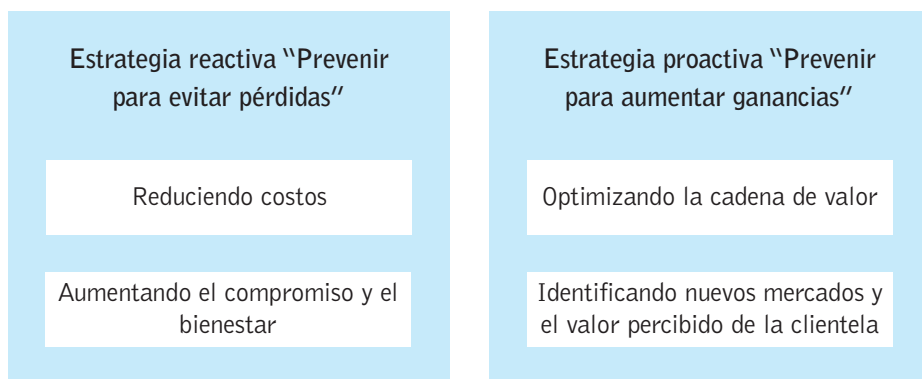 Estrategia reactiva “Prevenir
para evitar pérdidas”
Reduciendo costos
Aumentando el compromiso y el
bienestar
Estrategia proactiva “Prevenir
para aumentar ganancias”
Optimizando la cadena de valor
Identificando nuevos mercados y
el valor percibido de la clientela